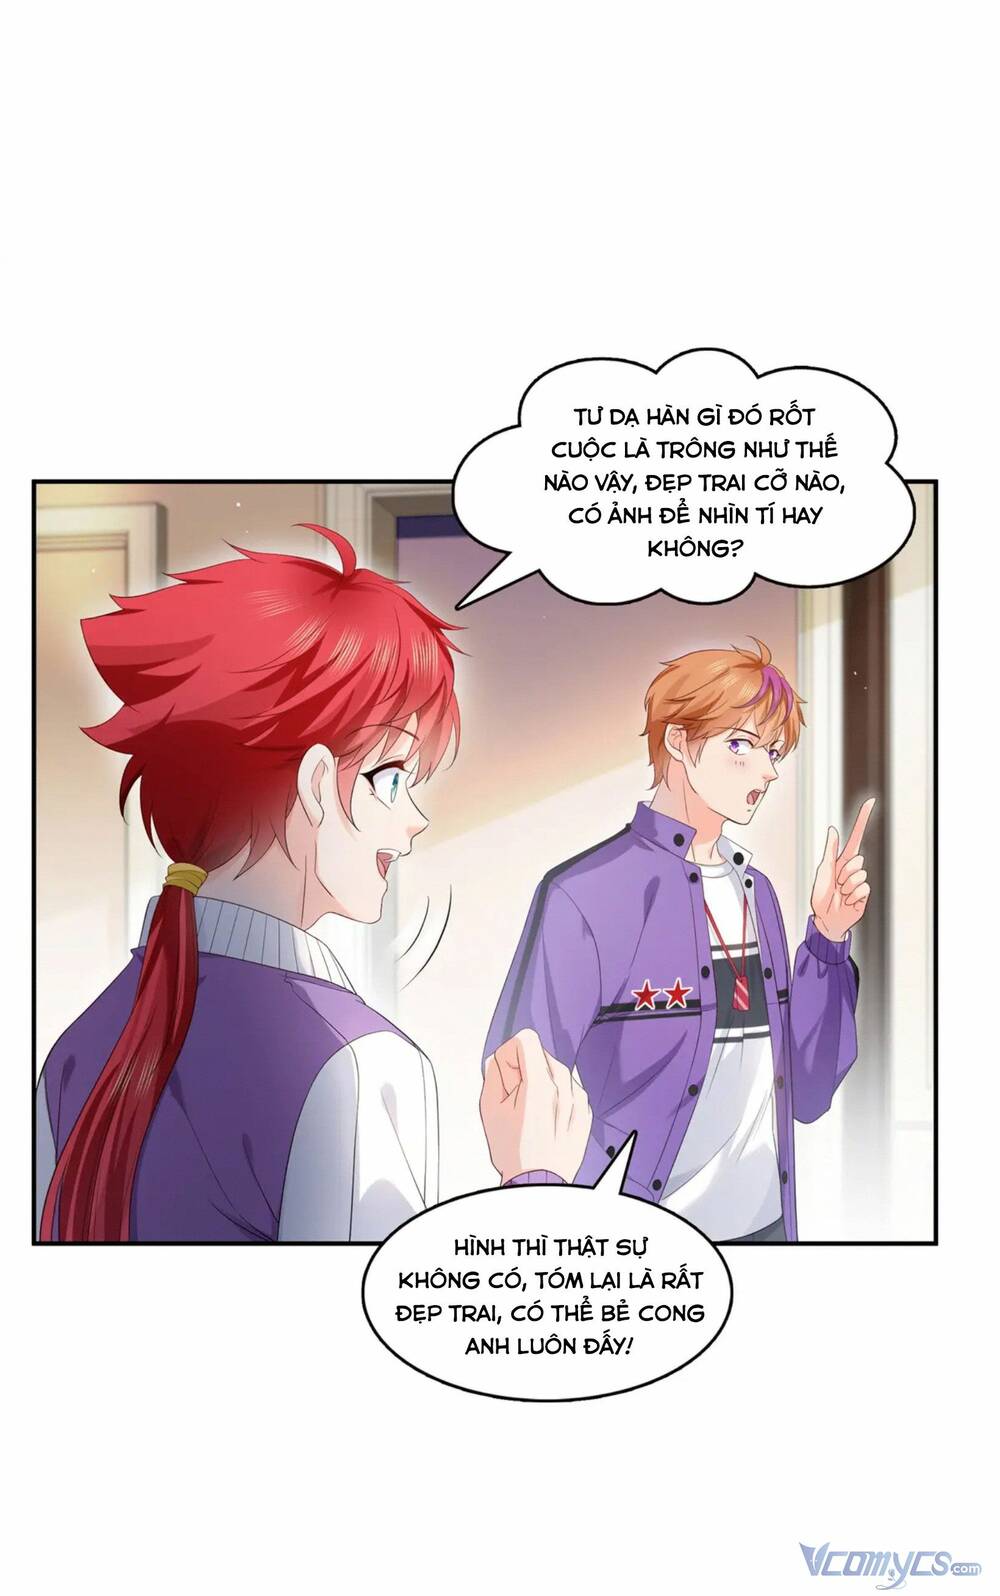 TƯ DẠ HÀN GÌ ĐÓ RỐT
CUỘC LÀ TRÔNG NHƯ THẾ
NÀO VẬY, ĐẸP TRAI CỠ NÀO,
CÓ ẢNH ĐỂ NHÌN TÍ HAY
KHÔNG?
HÌNH THÌ THẬT SỰ
KHÔNG CÓ, TÓM LẠI LÀ RẤT
ĐẸP TRAI, CÓ THỂ BẺ CONG
ANH LUÔN ĐẤY!
VCOMYCS.COM